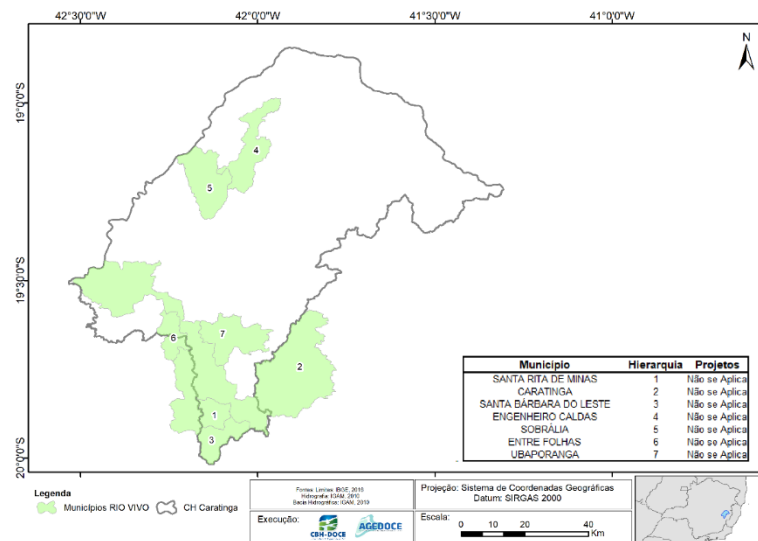 42°30'0"W 42°0'0"W 41°30'0"W 41°0'0"W
N
19°0'0"S
19°30'0"S
20°0'0"S
4
5
6
7
2
1
3
Município Hierarquia Projetos
SANTA RITA DE MINAS 1 Não se Aplica
CARATINGA 2 Não se Aplica
SANTA BÁRBARA DO LESTE 3 Não se Aplica
ENGENHEIRO CALDAS 4 Não se Aplica
SOBRÁLIA 5 Não se Aplica
ENTRE FOLHAS 6 Não se Aplica
UBAPORANGA 7 Não se Aplica
Legenda
Municípios RIO VIVO CH Caratinga
Fontes: Limites: IBGE, 2015
Hidrografia: IGAM, 2010
Bacia Hidrográfica: IGAM, 2010
Execução:
CBH-DOCE
AGEDOCE
Projeção: Sistema de Coordenadas Geográficas
Datum: SIRGAS 2000
Escala:
0 10 20 40
Km